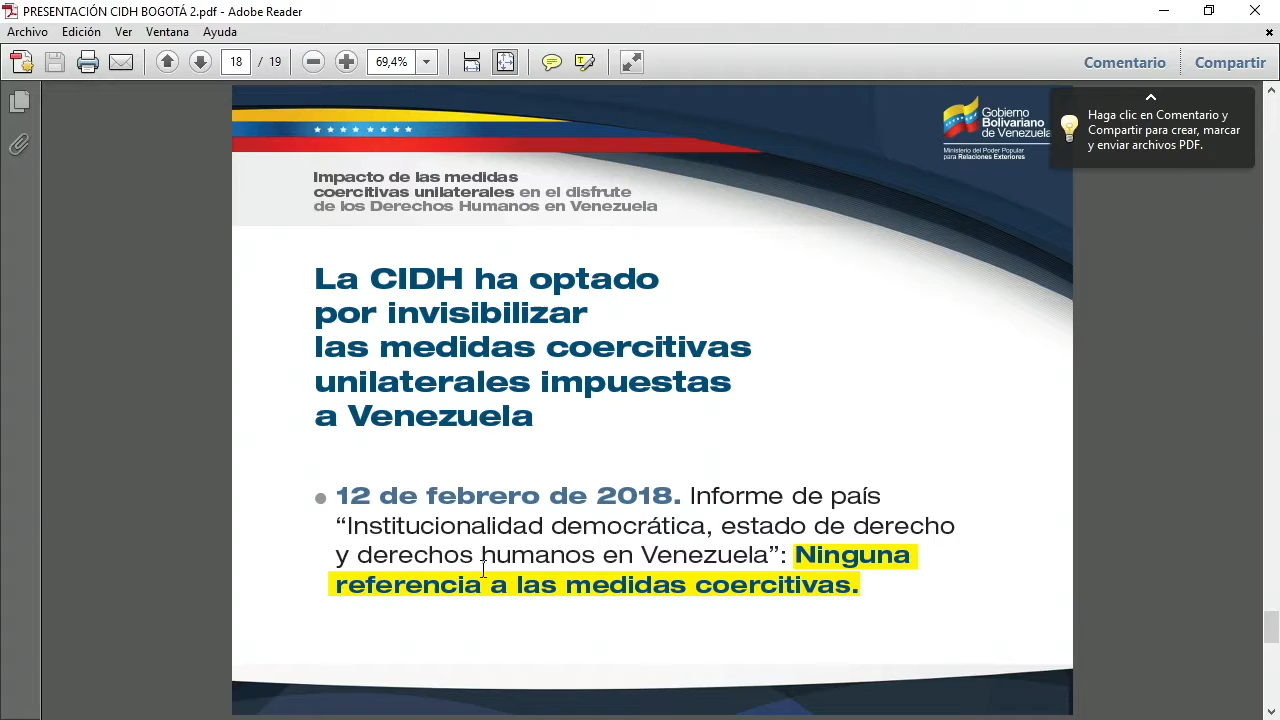 PRESENTACIÓN CIDH BOGOTÁ 2.pdf - Adobe Reader
Archivo Edición Ver Ventana Ayuda
18 / 19 69,4% Comentario Compartir
Haga clic en Comentario y
Compartir para crear, marcar
y enviar archivos PDF.
Gobierno
Bolivariano
de Venezuela
Ministerio del Poder Popular
para Relaciones Exteriores
Impacto de las medidas
coercitivas unilaterales en el disfrute
de los Derechos Humanos en Venezuela
La CIDH ha optado
por invisibilizar
las medidas coercitivas
unilaterales impuestas
a Venezuela
12 de febrero de 2018. Informe de país
“Institucionalidad democrática, estado de derecho
y derechos humanos en Venezuela”: Ninguna
referencia a las medidas coercitivas.